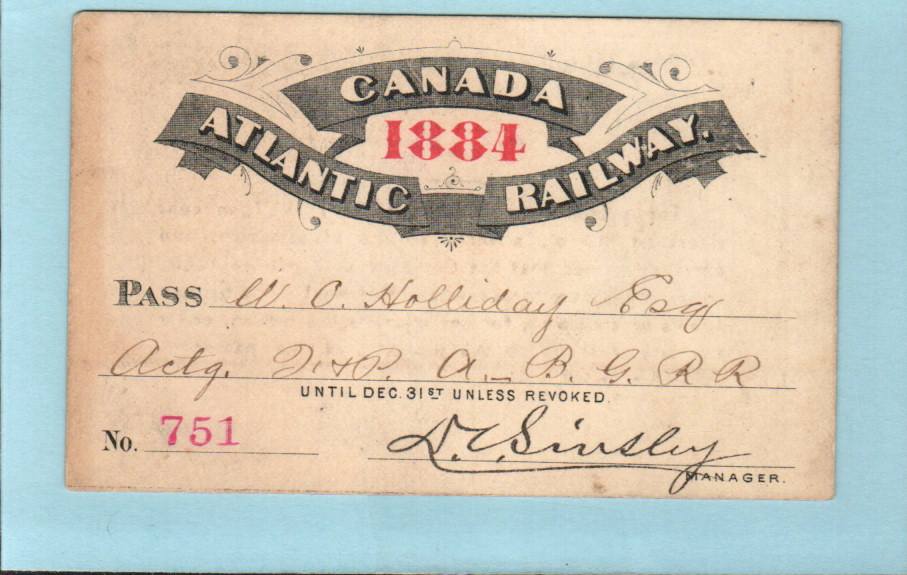 CANADA
1884
ATLANTIC RAILWAY.
PASS W. O. Holliday Esq
Actg. T. & P. A. B. G. R R
UNTIL DEC. 31ST UNLESS REVOKED.
No. 751
MANAGER.